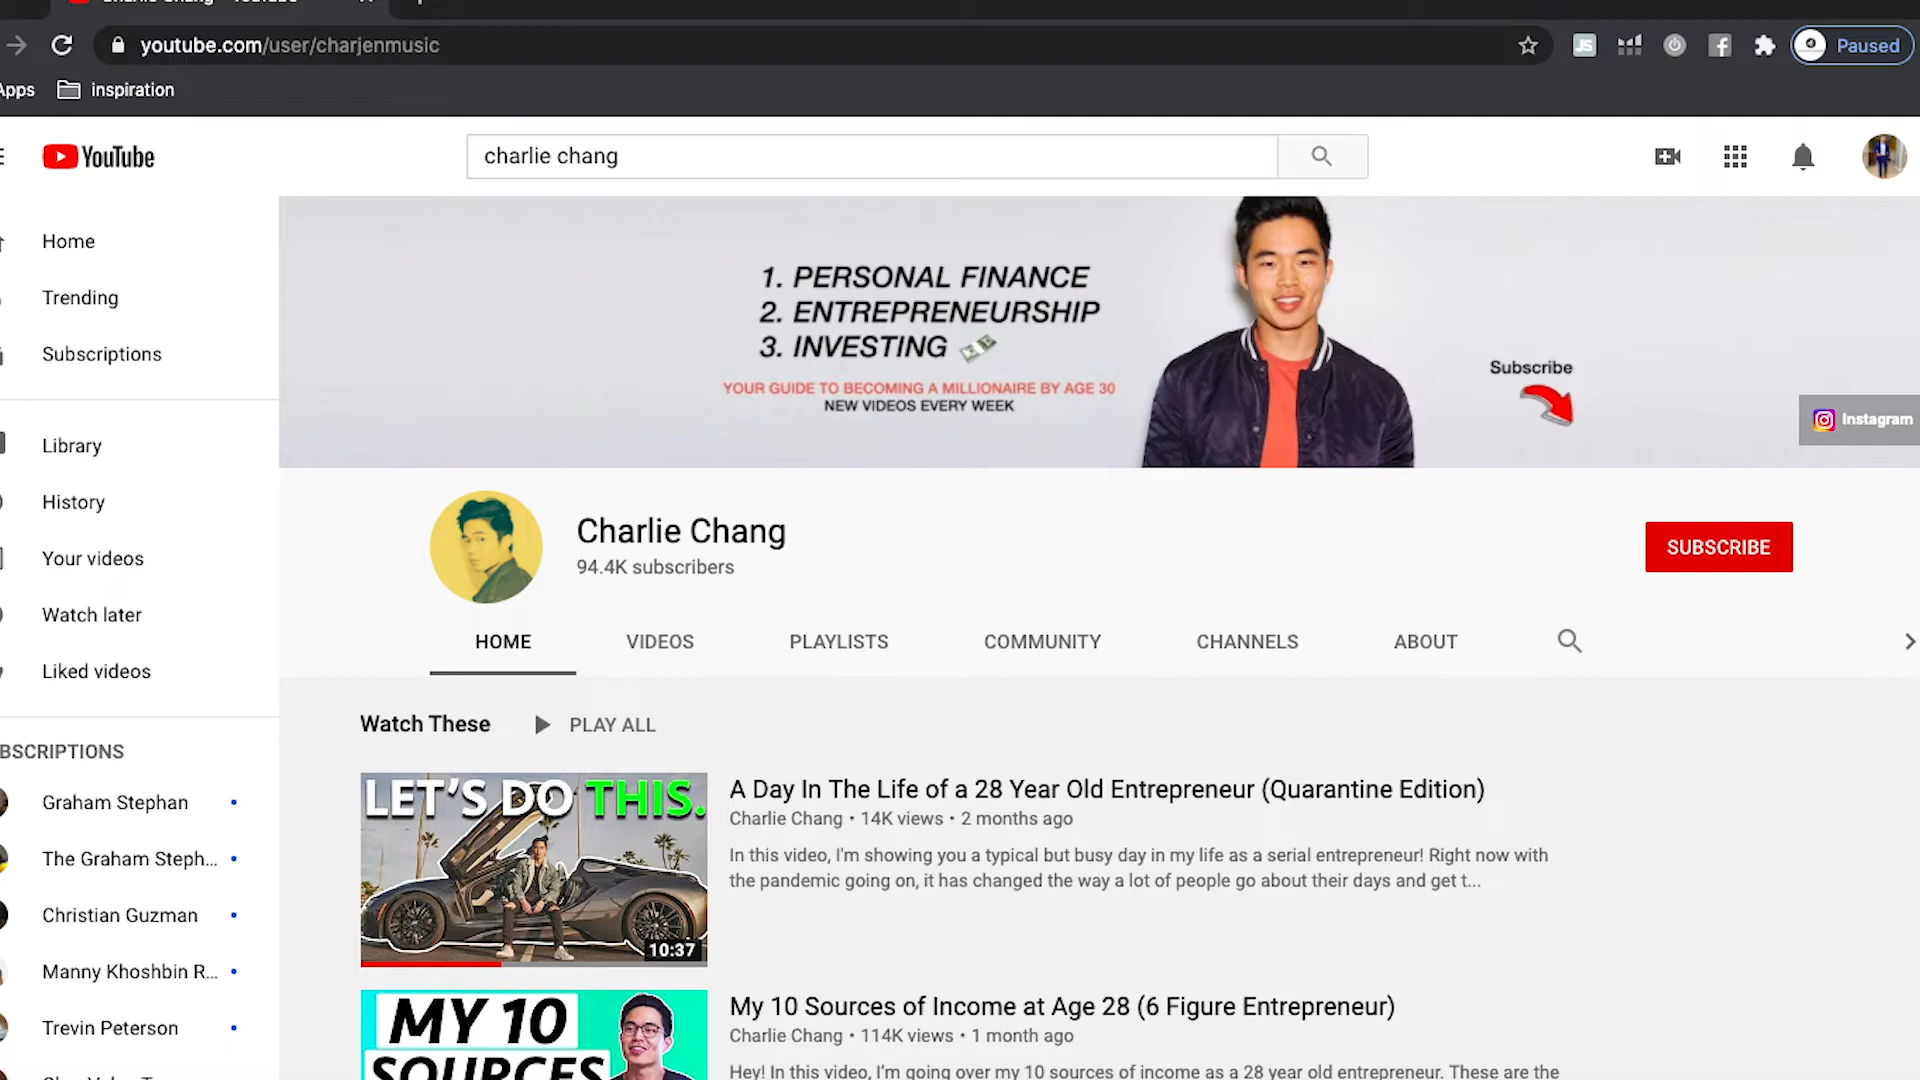 youtube.com/user/charjenmusic
Paused
Apps
inspiration
YouTube
charlie chang
Home
Trending
Subscriptions
Library
History
Your videos
Watch later
Liked videos
BSCRIPTIONS
Graham Stephan
The Graham Steph...
Christian Guzman
Manny Khoshbin R...
Trevin Peterson
1. PERSONAL FINANCE
2. ENTREPRENEURSHIP
3. INVESTING
YOUR GUIDE TO BECOMING A MILLIONAIRE BY AGE 30
NEW VIDEOS EVERY WEEK
Subscribe
Instagram
Charlie Chang
94.4K subscribers
SUBSCRIBE
HOME VIDEOS PLAYLISTS COMMUNITY CHANNELS ABOUT
Watch These PLAY ALL
LET'S DO THIS.
10:37
A Day In The Life of a 28 Year Old Entrepreneur (Quarantine Edition)
Charlie Chang • 14K views • 2 months ago
In this video, I'm showing you a typical but busy day in my life as a serial entrepreneur! Right now with
the pandemic going on, it has changed the way a lot of people go about their days and get t...
MY 10
SOURCES
My 10 Sources of Income at Age 28 (6 Figure Entrepreneur)
Charlie Chang • 114K views • 1 month ago
Hey! In this video, I'm going over my 10 sources of income as a 28 year old entrepreneur. These are the